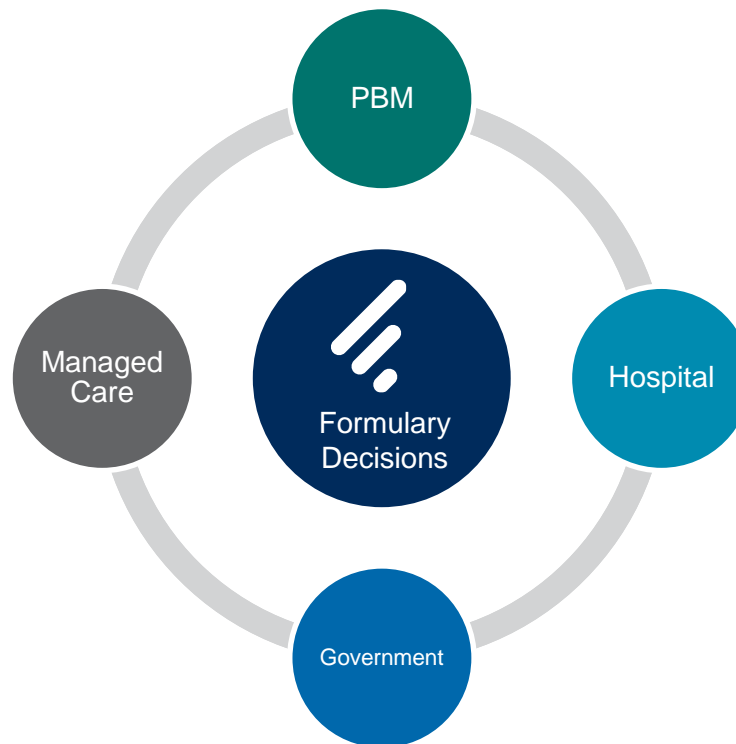 PBM
Managed
Care
Formulary
Decisions
Hospital
Government